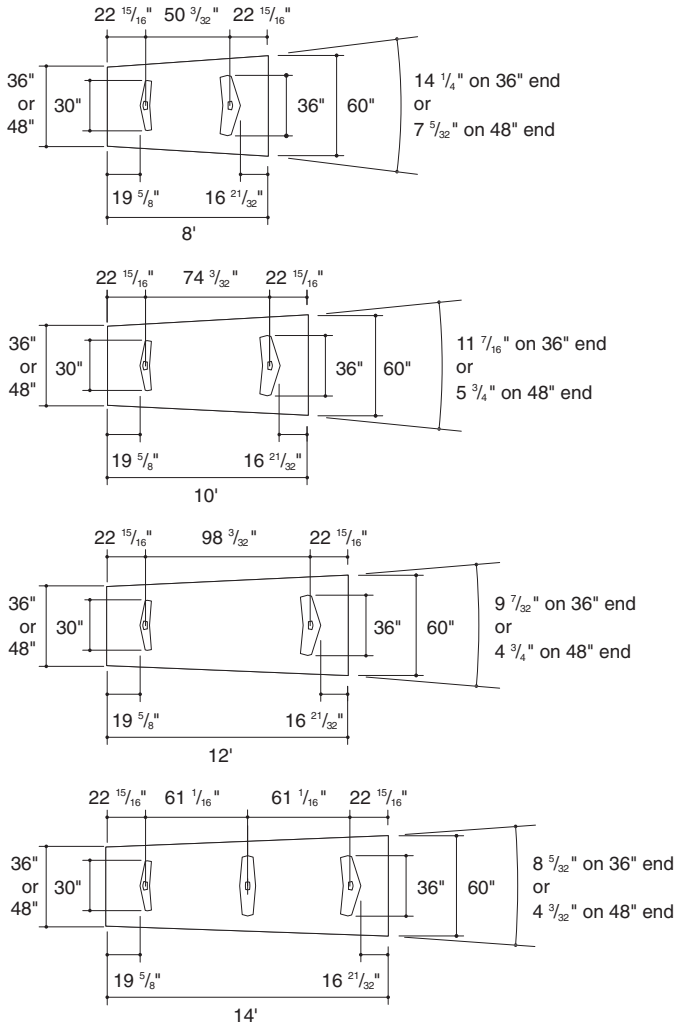 22 15/16" 50 3/32" 22 15/16"
36"
or
48"
30"
36"
60"
14 1/4" on 36" end
or
7 5/32" on 48" end
19 5/8" 16 21/32"
8'
22 15/16" 74 3/32" 22 15/16"
36"
or
48"
30"
36"
60"
11 7/16" on 36" end
or
5 3/4" on 48" end
19 5/8" 16 21/32"
10'
22 15/16" 98 3/32" 22 15/16"
36"
or
48"
30"
36"
60"
9 7/32" on 36" end
or
4 3/4" on 48" end
19 5/8" 16 21/32"
12'
22 15/16" 61 1/16" 61 1/16" 22 15/16"
36"
or
48"
30"
36"
60"
8 5/32" on 36" end
or
4 3/32" on 48" end
19 5/8" 16 21/32"
14'